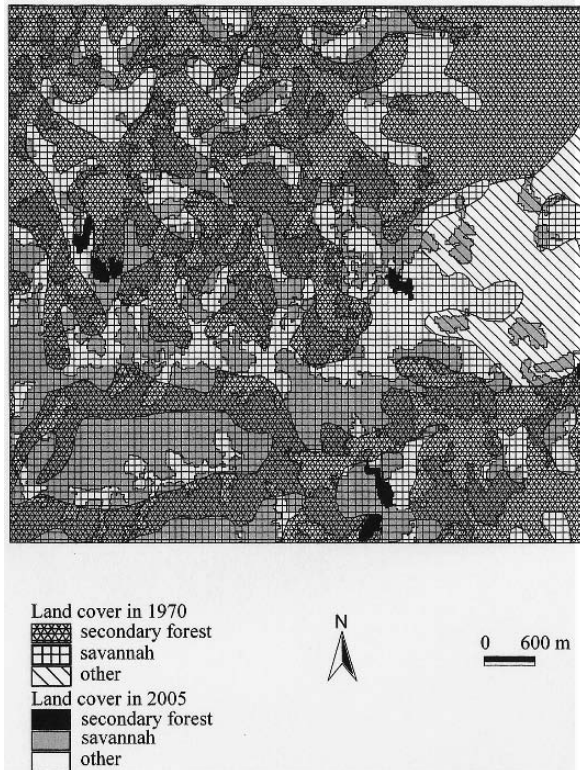 Land cover in 1970
secondary forest
savannah
other
Land cover in 2005
secondary forest
savannah
other
N
0 600 m